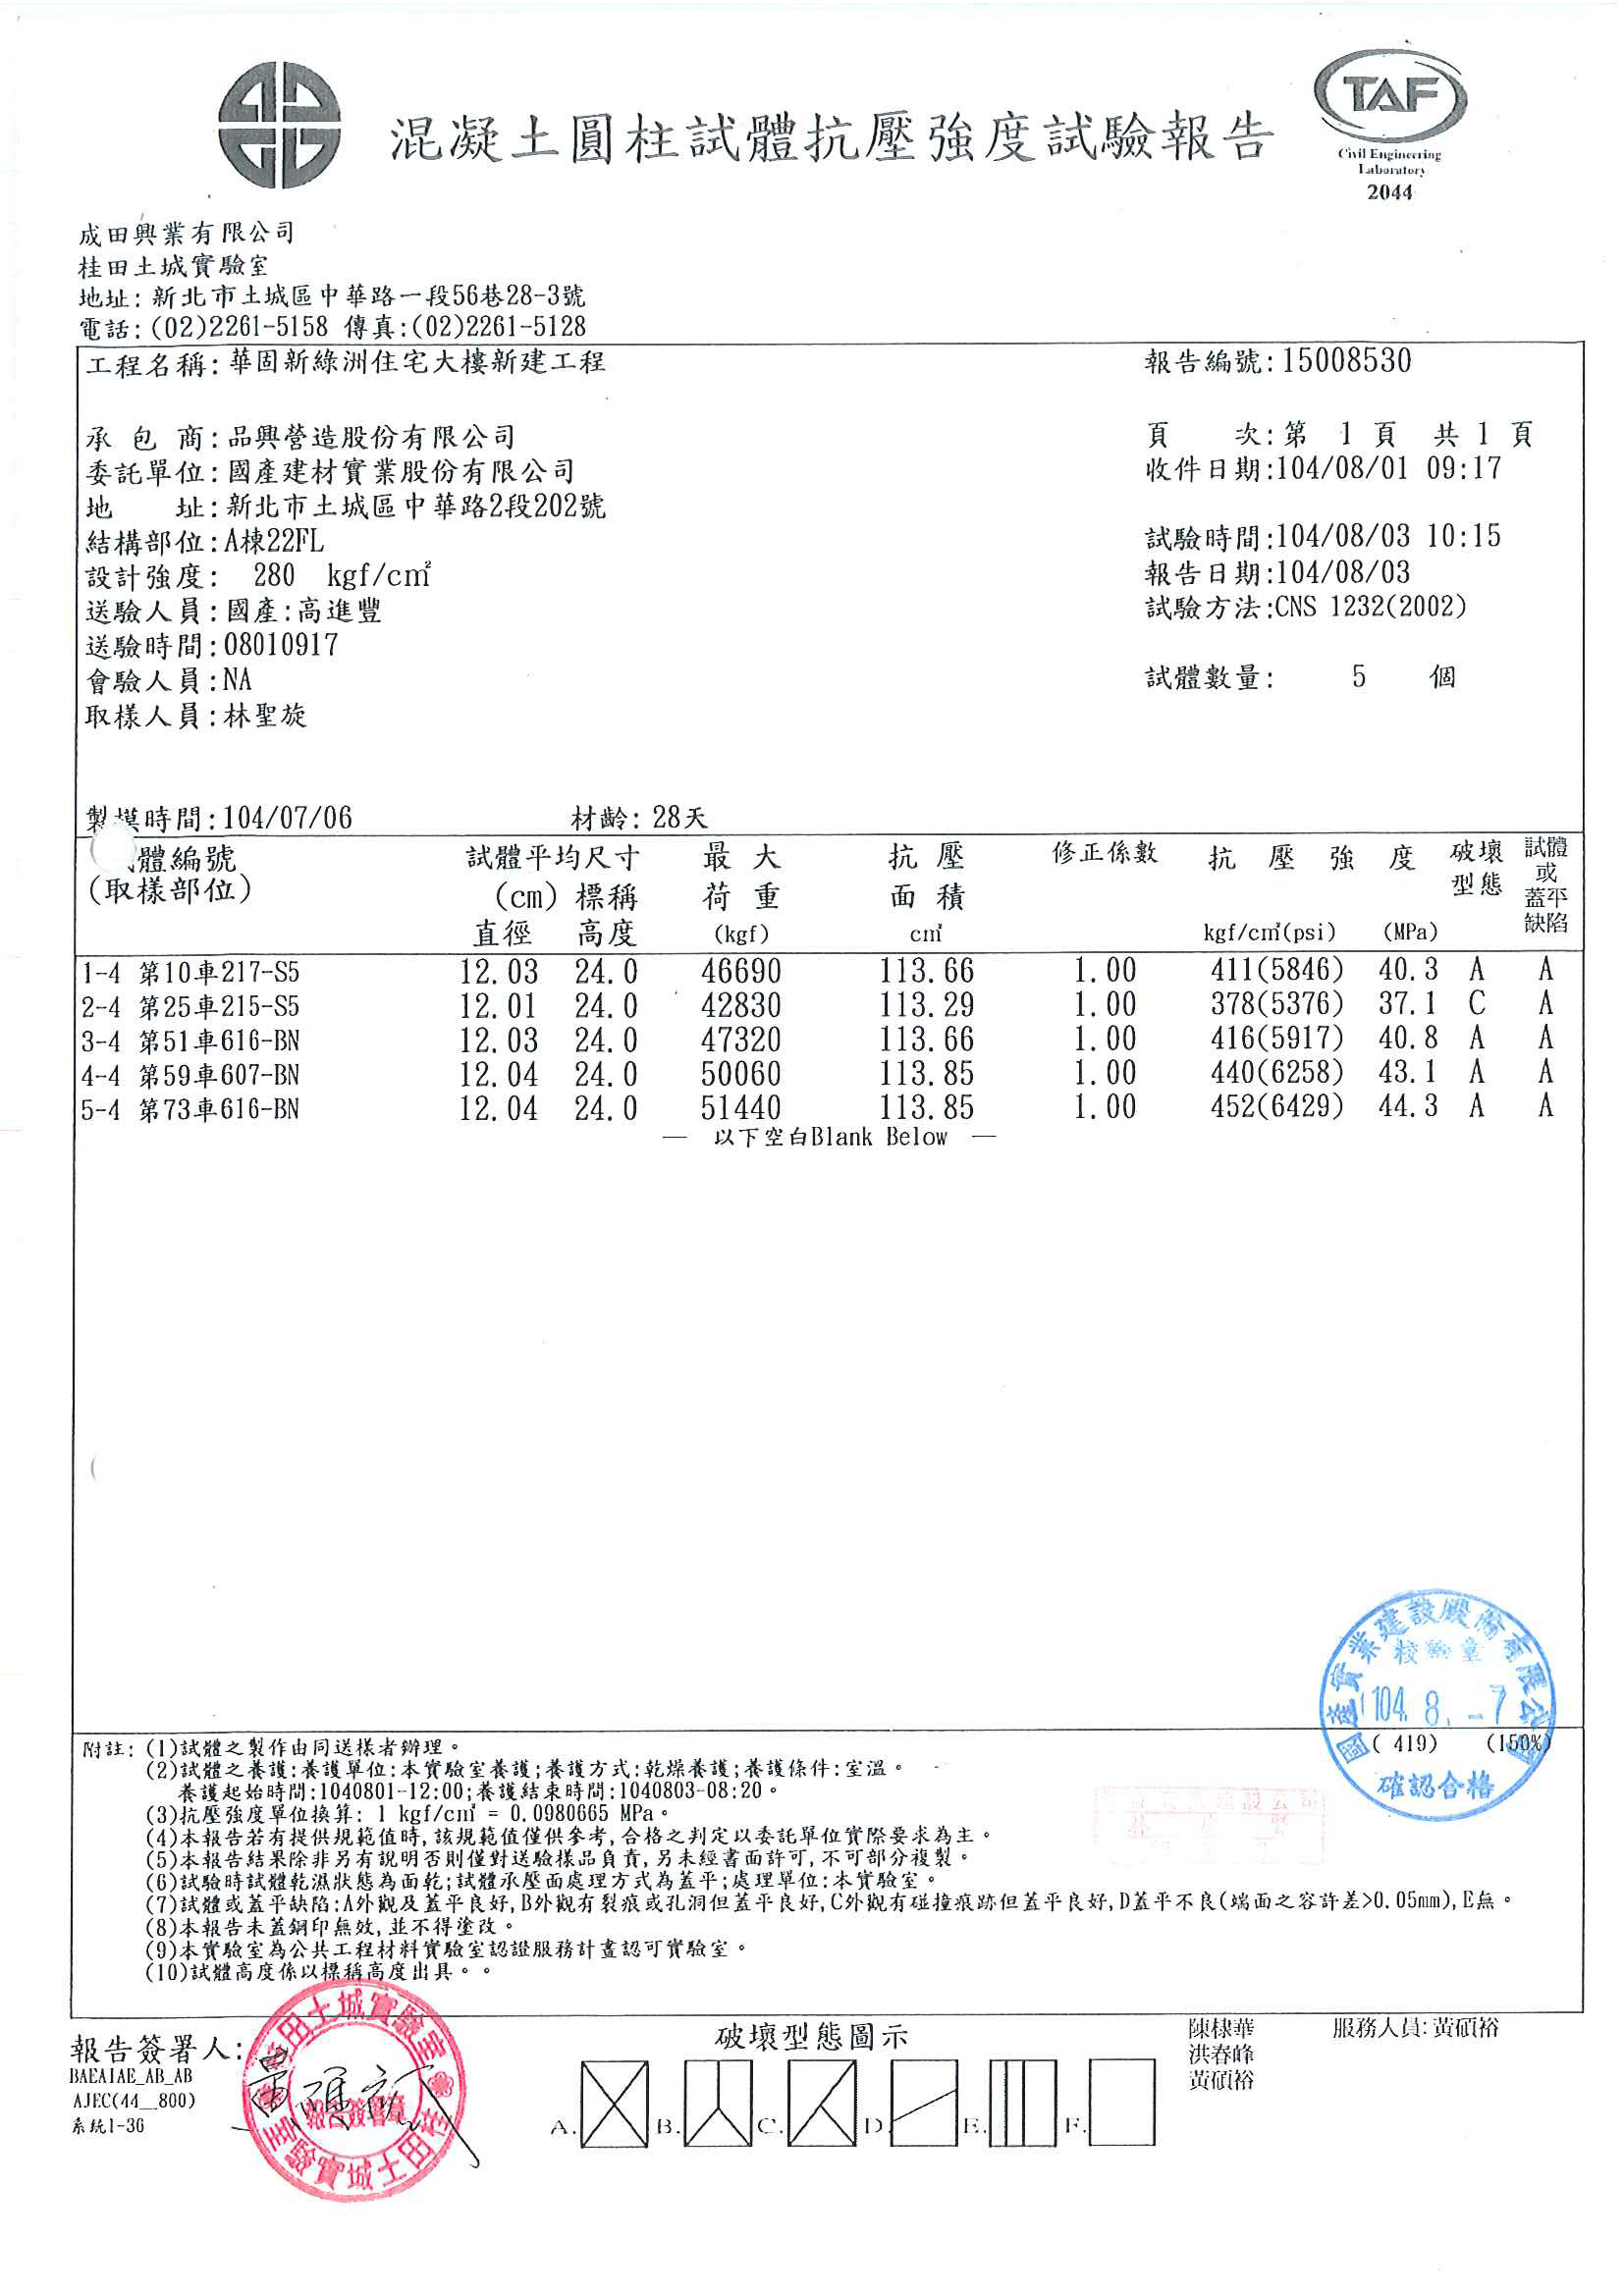 混凝土圓柱試體抗壓強度試驗報告
TAF
Civil Engineering
Laboratory
2044
成田興業有限公司
桂田土城實驗室
地址: 新北市土城區中華路一段56巷28-3號
電話: (02)2261-5158 傳真:(02)2261-5128
工程名稱: 華固新綠洲住宅大樓新建工程 報告編號:15008530
承包商:品興營造股份有限公司 頁次:第 1 頁 共 1 頁
委託單位:國產建材實業股份有限公司 收件日期:104/08/01 09:17
地址:新北市土城區中華路2段202號
結構部位:A棟22FL 試驗時間:104/08/03 10:15
設計強度: 280 kgf/c㎡ 報告日期:104/08/03
送驗人員:國產:高進豐 試驗方法:CNS 1232(2002)
送驗時間:08010917
會驗人員:NA 試體數量: 5 個
取樣人員:林聖旋
製模時間:104/07/06 材齡: 28天
體編號 試體平均尺寸 最大 抗壓 修正係數 抗壓強度 破壞 試體
(取樣部位) (cm) 標稱 荷重 面積 型態 或
蓋平
直徑 高度 (kgf) c㎡ kgf/c㎡(psi) (MPa) 缺陷
1-4 第10車217-S5 12.03 24.0 46690 113.66 1.00 411(5846) 40.3 A A
2-4 第25車215-S5 12.01 24.0 42830 113.29 1.00 378(5376) 37.1 C A
3-4 第51車616-BN 12.03 24.0 47320 113.66 1.00 416(5917) 40.8 A A
4-4 第59車607-BN 12.04 24.0 50060 113.85 1.00 440(6258) 43.1 A A
5-4 第73車616-BN 12.04 24.0 51440 113.85 1.00 452(6429) 44.3 A A
— 以下空白Blank Below —
國產實業建設股份有限公司
校驗章
104. 8. -7
確認合格
( 419) (150%)
附註: (1)試體之製作由同送樣者辦理。
(2)試體之養護:養護單位:本實驗室養護;養護方式:乾燥養護;養護條件:室溫。
養護起始時間:1040801-12:00;養護結束時間:1040803-08:20。
(3)抗壓強度單位換算: 1 kgf/c㎡ = 0.0980665 MPa。
(4)本報告若有提供規範值時,該規範值僅供參考,合格之判定以委託單位實際要求為主。
(5)本報告結果除非另有說明否則僅對送驗樣品負責,另未經書面許可,不可部分複製。
(6)試驗時試體乾濕狀態為面乾;試體承壓面處理方式為蓋平;處理單位:本實驗室。
(7)試體或蓋平缺陷:A外觀及蓋平良好,B外觀有裂痕或孔洞但蓋平良好,C外觀有碰撞痕跡但蓋平良好,D蓋平不良(端面之容許差>0.05mm),E無。
(8)本報告未蓋鋼印無效,並不得塗改。
(9)本實驗室為公共工程材料實驗室認證服務計畫認可實驗室。
(10)試體高度係以標稱高度出具。。
報告簽署人: 破壞型態圖示 陳棣華 服務人員:黃碩裕
洪春峰
黃碩裕
BAEAIAE_AB_AB
AJEC(44__800)
系統1-36
桂田土城實驗室
報告簽署章
桂田土城實驗室
A. B. C. D. E. F.